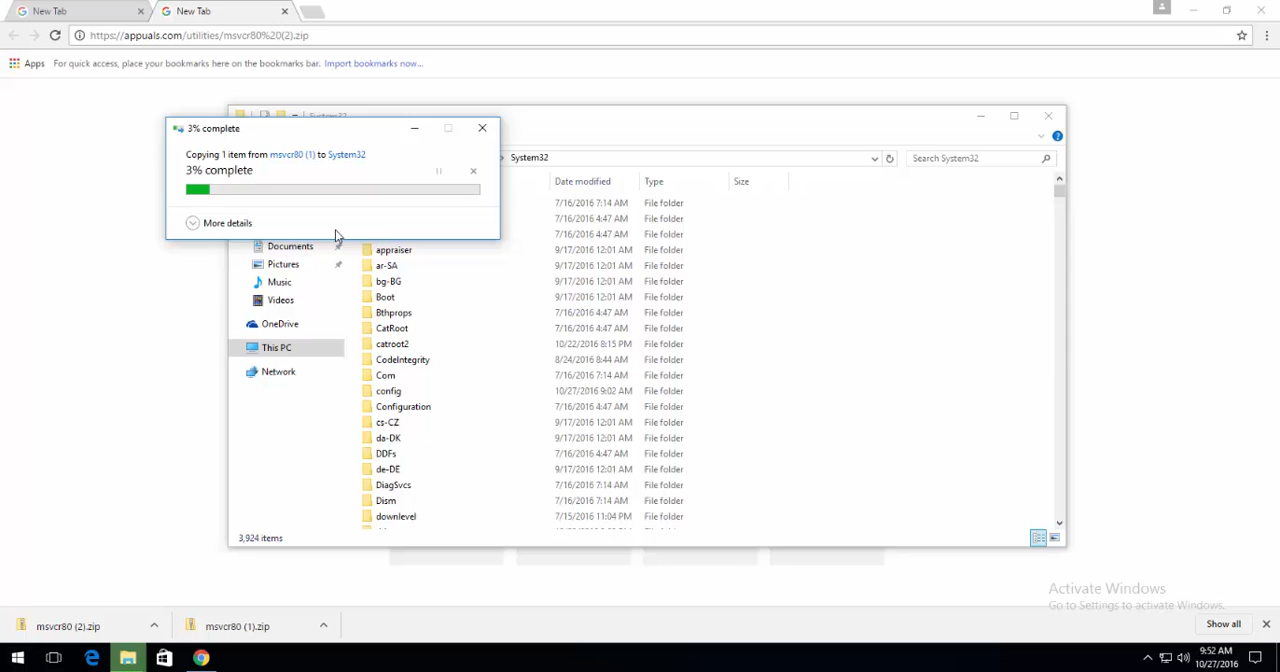 New Tab
New Tab
https://appuals.com/utilities/msvcr80%20(2).zip
Apps
For quick access, place your bookmarks here on the bookmarks bar. Import bookmarks now...
System32
3% complete
Copying 1 item from msvcr80 (1) to System32
3% complete
More details
System32
Search System32
Date modified
Type
Size
7/16/2016 7:14 AM File folder
7/16/2016 4:47 AM File folder
7/16/2016 4:47 AM File folder
appraiser 9/17/2016 12:01 AM File folder
ar-SA 9/17/2016 12:01 AM File folder
bg-BG 9/17/2016 12:01 AM File folder
Boot 9/17/2016 12:01 AM File folder
Bthprops 7/16/2016 4:47 AM File folder
CatRoot 7/16/2016 4:47 AM File folder
catroot2 10/22/2016 8:15 PM File folder
CodeIntegrity 8/24/2016 8:44 AM File folder
Com 7/16/2016 7:14 AM File folder
config 10/27/2016 9:02 AM File folder
Configuration 7/16/2016 4:47 AM File folder
cs-CZ 9/17/2016 12:01 AM File folder
da-DK 9/17/2016 12:01 AM File folder
DDFs 7/16/2016 4:47 AM File folder
de-DE 9/17/2016 12:01 AM File folder
DiagSvcs 7/16/2016 7:14 AM File folder
Dism 7/16/2016 7:14 AM File folder
downlevel 7/15/2016 11:04 PM File folder
Documents
Pictures
Music
Videos
OneDrive
This PC
Network
3,924 items
Activate Windows
Go to Settings to activate Windows.
msvcr80 (2).zip
msvcr80 (1).zip
Show all
9:52 AM
10/27/2016